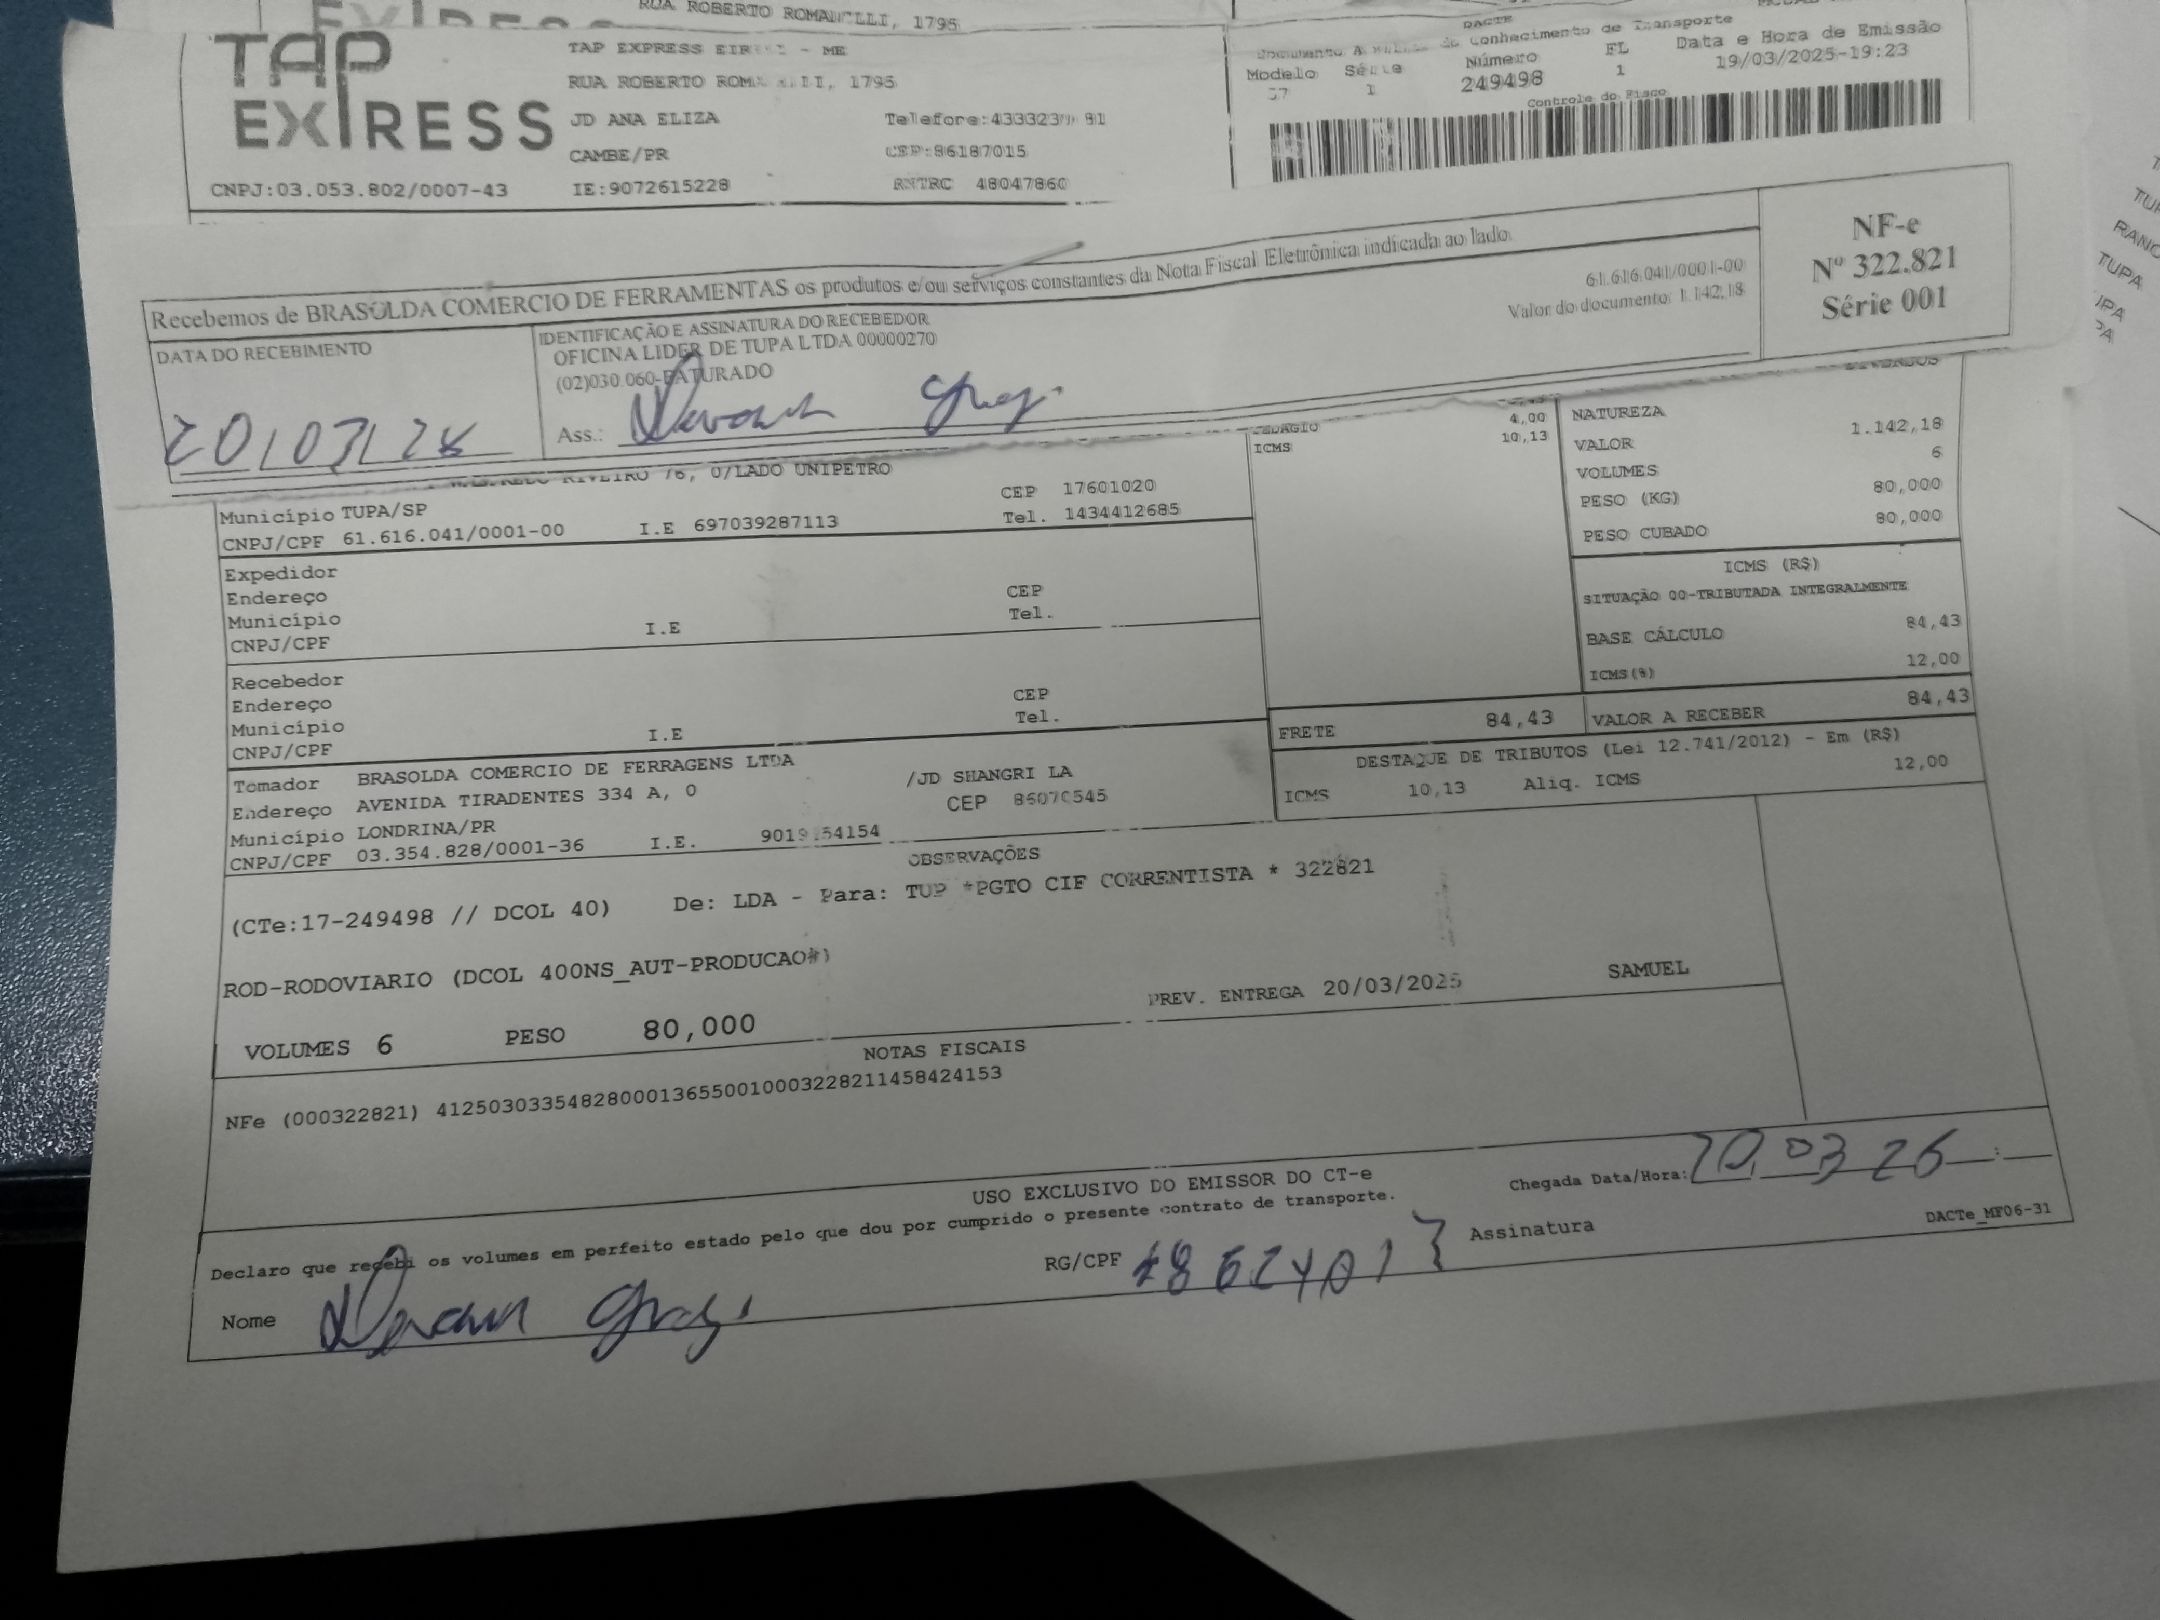 RUA ROBERTO ROMANELLI, 1795
TAP EXPRESS
TAP EXPRESS EIRELI - ME
RUA ROBERTO ROMANELLI, 1795
JD ANA ELIZA
CAMBE/PR CEP:86187015
CNPJ:03.053.802/0007-43 IE:9072615228 RNTRC 48047860
DACTE
Documento Auxiliar do Conhecimento de Transporte
Modelo Série Número FL Data e Hora de Emissão
57 1 249498 1 19/03/2025-19:23
Controle do Fisco
Recebemos de BRASOLDA COMERCIO DE FERRAMENTAS os produtos e/ou serviços constantes da Nota Fiscal Eletrônica indicada ao lado.
61.616.041/0001-00
Valor do documento: 1.142,18
NF-e
Nº 322.821
Série 001
DATA DO RECEBIMENTO
20/03/
IDENTIFICAÇÃO E ASSINATURA DO RECEBEDOR
OFICINA LIDER DE TUPA LTDA 00000270
(02)030.060-FATURADO
Ass.:
76, 0/LADO UNIPETRO
Município TUPA/SP CEP 17601020
CNPJ/CPF 61.616.041/0001-00 I.E 697039287113 Tel. 1434412685
Expedidor
Endereço CEP
Município Tel.
CNPJ/CPF I.E
Recebedor
Endereço CEP
Município Tel.
CNPJ/CPF I.E
Tomador BRASOLDA COMERCIO DE FERRAGENS LTDA
Endereço AVENIDA TIRADENTES 334 A, 0 /JD SHANGRI LA
Município LONDRINA/PR CEP 86070545
CNPJ/CPF 03.354.828/0001-36 I.E.
PEDAGIO 4,00
ICMS 10,13
NATUREZA DIVERSOS
VALOR 1.142,18
VOLUMES 6
PESO (KG) 80,000
PESO CUBADO 80,000
ICMS (R$)
SITUAÇÃO 00-TRIBUTADA INTEGRALMENTE
BASE CÁLCULO 84,43
ICMS(%) 12,00
FRETE 84,43 VALOR A RECEBER 84,43
DESTAQUE DE TRIBUTOS (Lei 12.741/2012) - Em (R$)
ICMS 10,13 Aliq. ICMS 12,00
OBSERVAÇÕES
(CTe:17-249498 // DCOL 40) De: LDA - Para: TUP *PGTO CIF CORRENTISTA * 322821
ROD-RODOVIARIO (DCOL 400NS_AUT-PRODUCAO#)
PREV. ENTREGA 20/03/2025 SAMUEL
VOLUMES 6 PESO 80,000
NOTAS FISCAIS
NFe (000322821) 41250303354828000136550010003228211458424153
USO EXCLUSIVO DO EMISSOR DO CT-e
Declaro que recebi os volumes em perfeito estado pelo que dou por cumprido o presente contrato de transporte.
Chegada Data/Hora: 20.03 26 :
Nome RG/CPF Assinatura
DACTe_MF06-31
TUPA